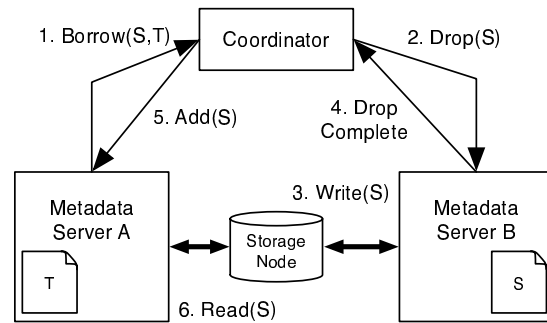 1. Borrow(S,T)
Coordinator
2. Drop(S)
5. Add(S)
4. Drop
Complete
Metadata
Server A
T
3. Write(S)
Storage
Node
6. Read(S)
Metadata
Server B
S